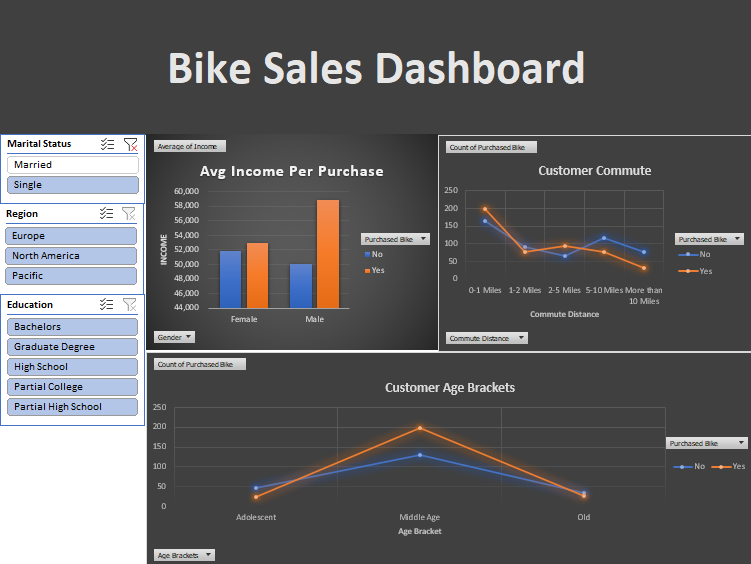 Bike Sales Dashboard
Marital Status
Married
Single
Region
Europe
North America
Pacific
Education
Bachelors
Graduate Degree
High School
Partial College
Partial High School
Average of Income
Avg Income Per Purchase
60,000
58,000
56,000
54,000
52,000
50,000
48,000
46,000
44,000
INCOME
Female
Male
Purchased Bike
No
Yes
Gender
Count of Purchased Bike
Customer Commute
250
200
150
100
50
0
0-1 Miles
1-2 Miles
2-5 Miles
5-10 Miles
More than
10 Miles
Commute Distance
Purchased Bike
No
Yes
Commute Distance
Count of Purchased Bike
Customer Age Brackets
250
200
150
100
50
0
Adolescent
Middle Age
Old
Age Bracket
Purchased Bike
No
Yes
Age Brackets